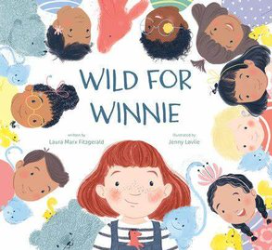 WILD FOR
WINNIE
written by
Laura Marx Fitzgerald
illustrated by
Jenny Løvlie